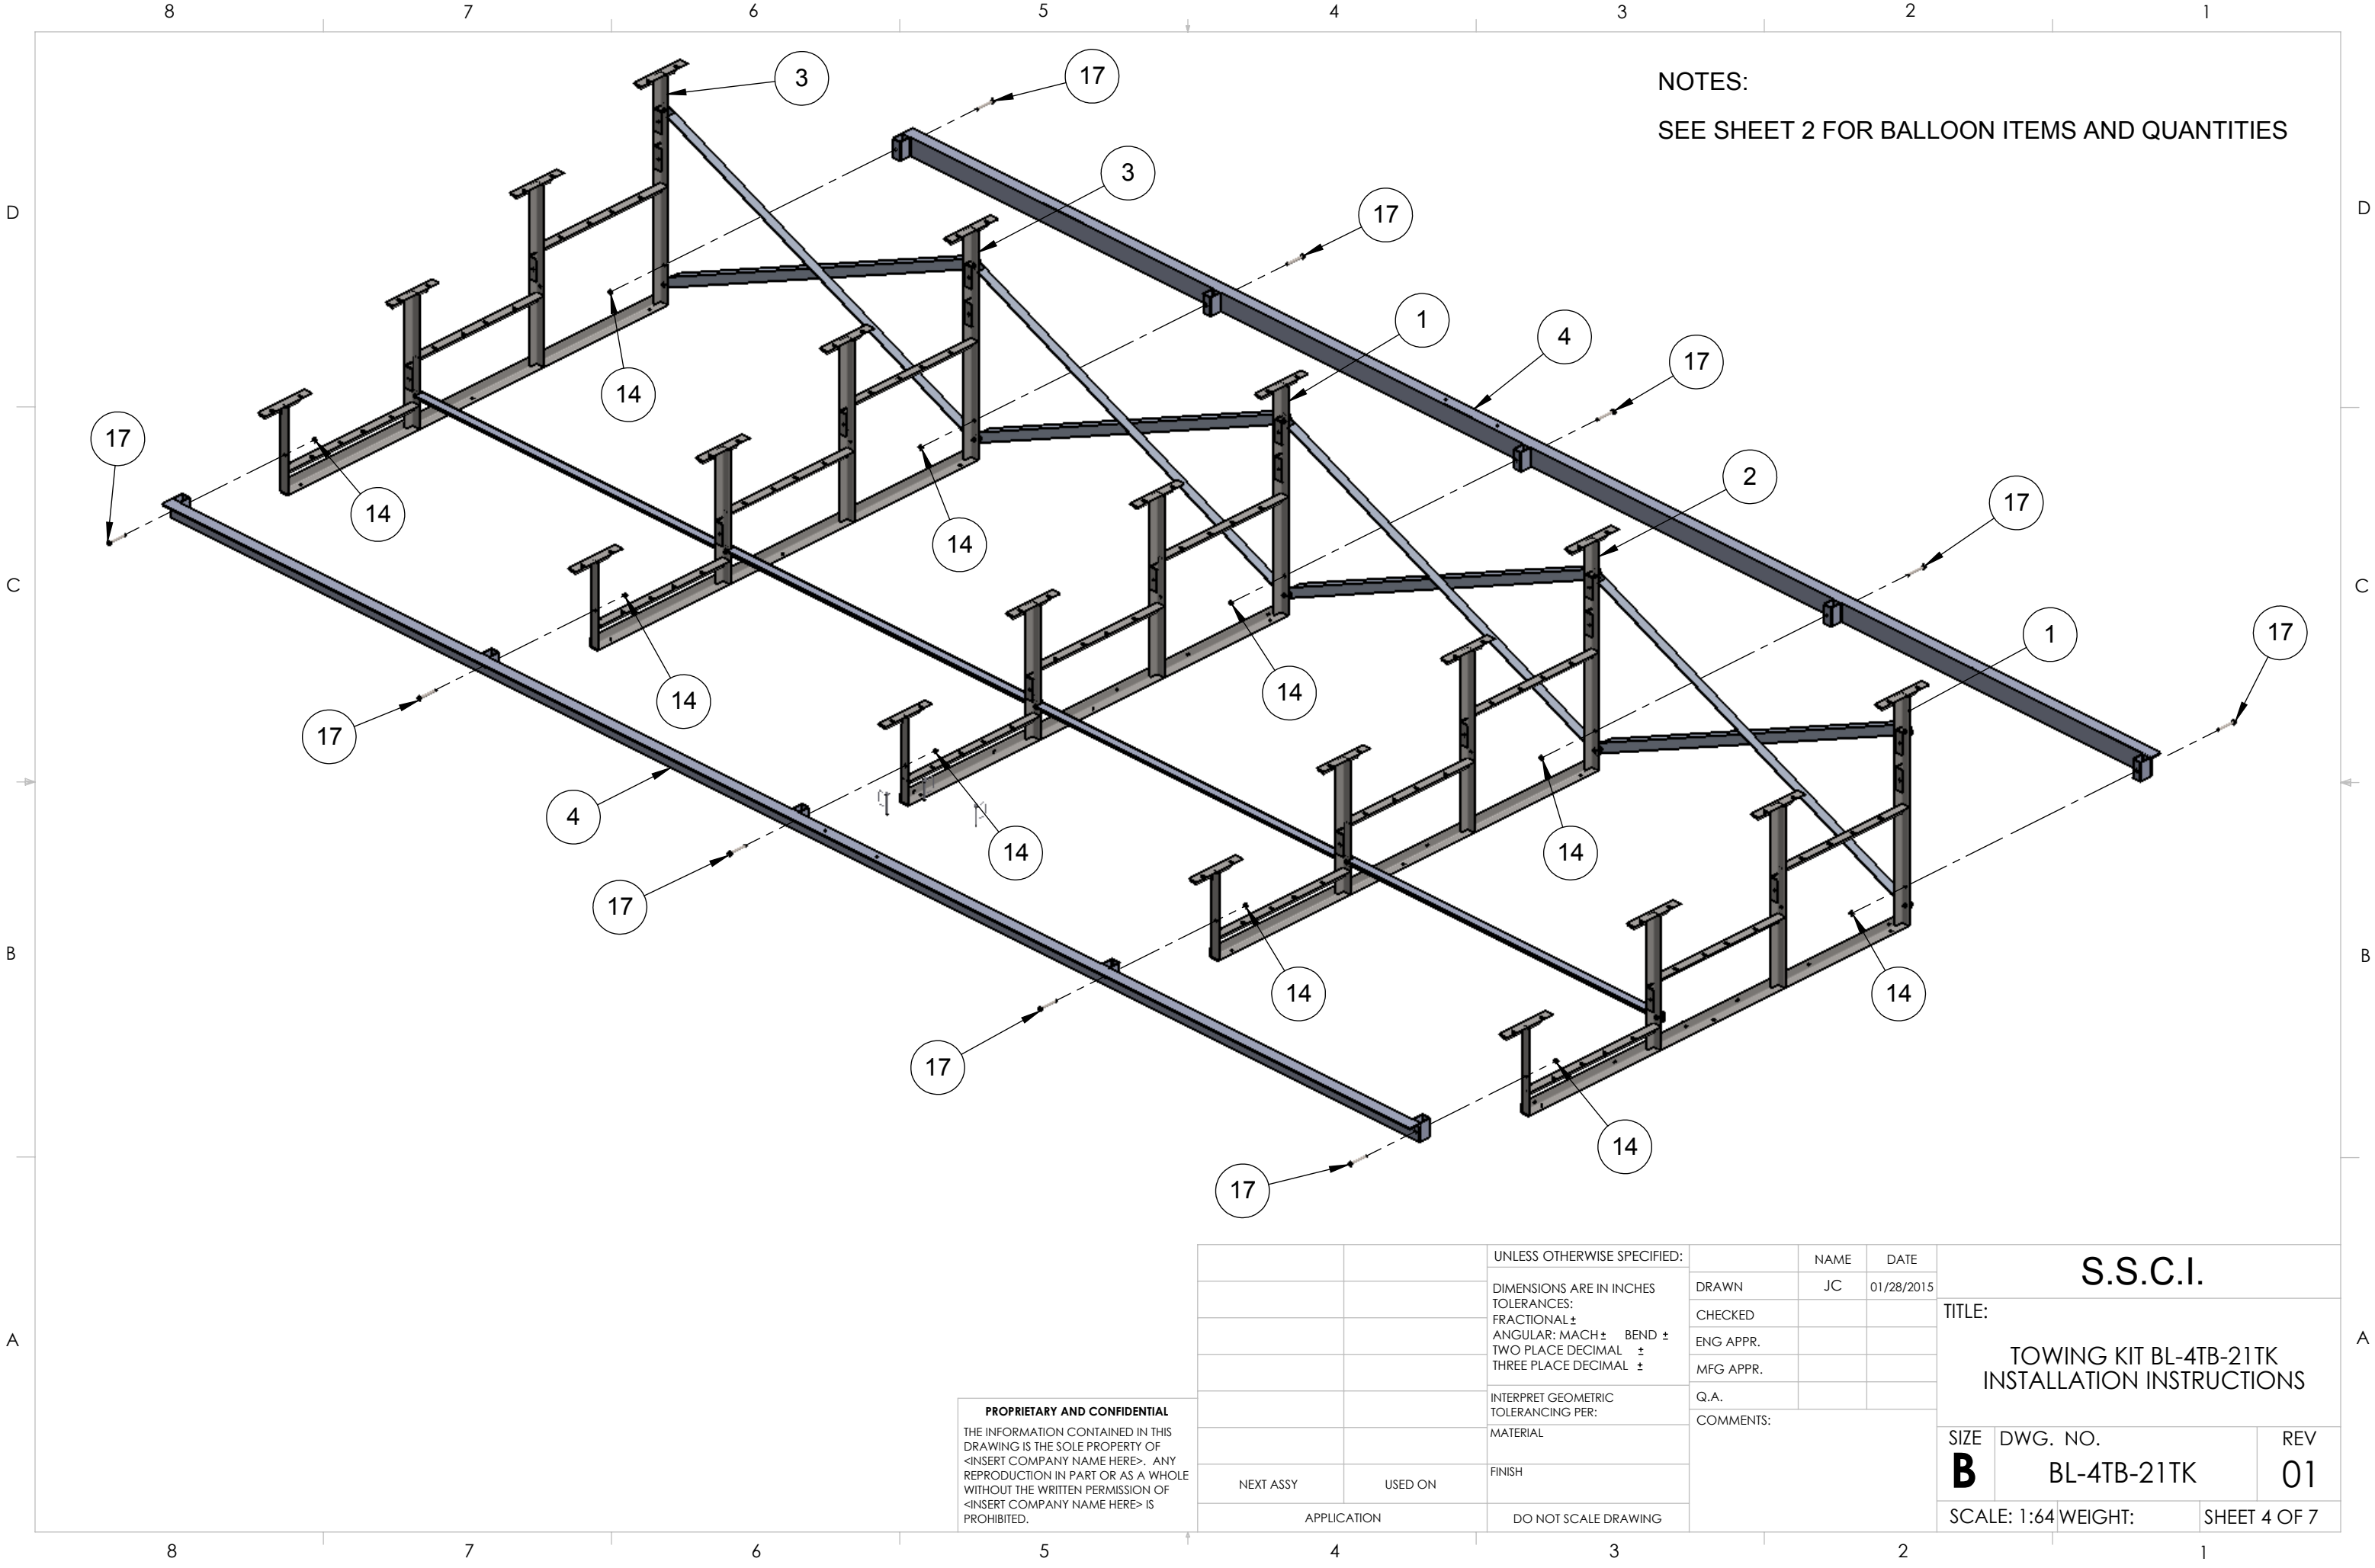 8 7 6 5 4 3 2 1
NOTES:
SEE SHEET 2 FOR BALLOON ITEMS AND QUANTITIES
3
17
3
17
1
4
17
2
17
1
17
14
14
14
14
14
17
14
17
14
4
14
17
14
17
14
17
D
C
B
A
D
C
B
A
PROPRIETARY AND CONFIDENTIAL
THE INFORMATION CONTAINED IN THIS
DRAWING IS THE SOLE PROPERTY OF
<INSERT COMPANY NAME HERE>. ANY
REPRODUCTION IN PART OR AS A WHOLE
WITHOUT THE WRITTEN PERMISSION OF
<INSERT COMPANY NAME HERE> IS
PROHIBITED.
NEXT ASSY USED ON
APPLICATION
UNLESS OTHERWISE SPECIFIED:
DIMENSIONS ARE IN INCHES
TOLERANCES:
FRACTIONAL ±
ANGULAR: MACH ± BEND ±
TWO PLACE DECIMAL ±
THREE PLACE DECIMAL ±
INTERPRET GEOMETRIC
TOLERANCING PER:
MATERIAL
FINISH
DO NOT SCALE DRAWING
NAME DATE
DRAWN JC 01/28/2015
CHECKED
ENG APPR.
MFG APPR.
Q.A.
COMMENTS:
S.S.C.I.
TITLE:
TOWING KIT BL-4TB-21TK
INSTALLATION INSTRUCTIONS
SIZE DWG. NO. REV
B BL-4TB-21TK 01
SCALE: 1:64 WEIGHT: SHEET 4 OF 7
8 7 6 5 4 3 2 1